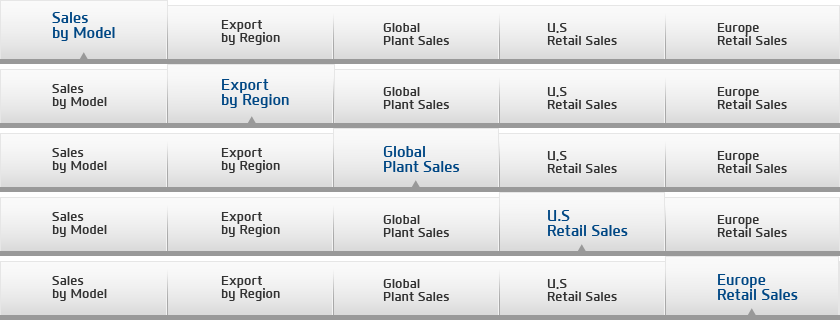 Sales
by Model
Export
by Region
Global
Plant Sales
U.S
Retail Sales
Europe
Retail Sales
Sales
by Model
Export
by Region
Global
Plant Sales
U.S
Retail Sales
Europe
Retail Sales
Sales
by Model
Export
by Region
Global
Plant Sales
U.S
Retail Sales
Europe
Retail Sales
Sales
by Model
Export
by Region
Global
Plant Sales
U.S
Retail Sales
Europe
Retail Sales
Sales
by Model
Export
by Region
Global
Plant Sales
U.S
Retail Sales
Europe
Retail Sales